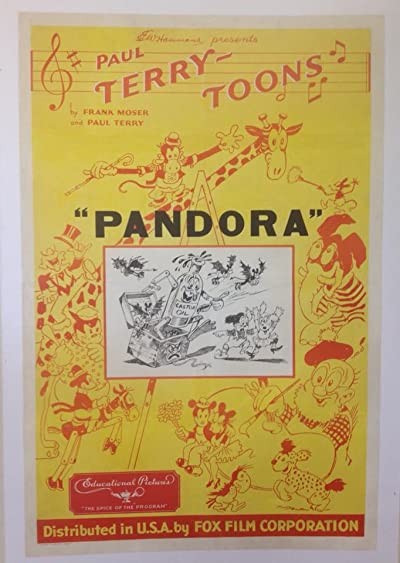 E.W. Hammons presents
PAUL
TERRY-
TOONS
by FRANK MOSER
and PAUL TERRY
"PANDORA"
CASTOR
OIL
Educational Pictures
"THE SPICE OF THE PROGRAM"
Distributed in U.S.A. by FOX FILM CORPORATION